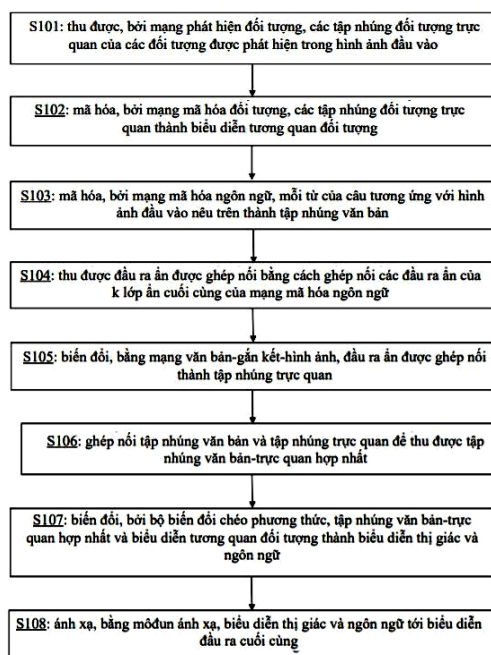 S101: thu được, bởi mạng phát hiện đối tượng, các tập nhúng đối tượng trực
quan của các đối tượng được phát hiện trong hình ảnh đầu vào
S102: mã hóa, bởi mạng mã hóa đối tượng, các tập nhúng đối tượng trực
quan thành biểu diễn tương quan đối tượng
S103: mã hóa, bởi mạng mã hóa ngôn ngữ, mỗi từ của câu tương ứng với hình
ảnh đầu vào nêu trên thành tập nhúng văn bản
S104: thu được đầu ra ẩn được ghép nối bằng cách ghép nối các đầu ra ẩn của
k lớp ẩn cuối cùng của mạng mã hóa ngôn ngữ
S105: biến đổi, bằng mạng văn bản-gắn kết-hình ảnh, đầu ra ẩn được ghép nối
thành tập nhúng trực quan
S106: ghép nối tập nhúng văn bản và tập nhúng trực quan để thu được tập
nhúng văn bản-trực quan hợp nhất
S107: biến đổi, bởi bộ biến đổi chéo phương thức, tập nhúng văn bản-trực
quan hợp nhất và biểu diễn tương quan đối tượng thành biểu diễn thị giác và
ngôn ngữ
S108: ánh xạ, bằng môđun ánh xạ, biểu diễn thị giác và ngôn ngữ tới biểu diễn
đầu ra cuối cùng